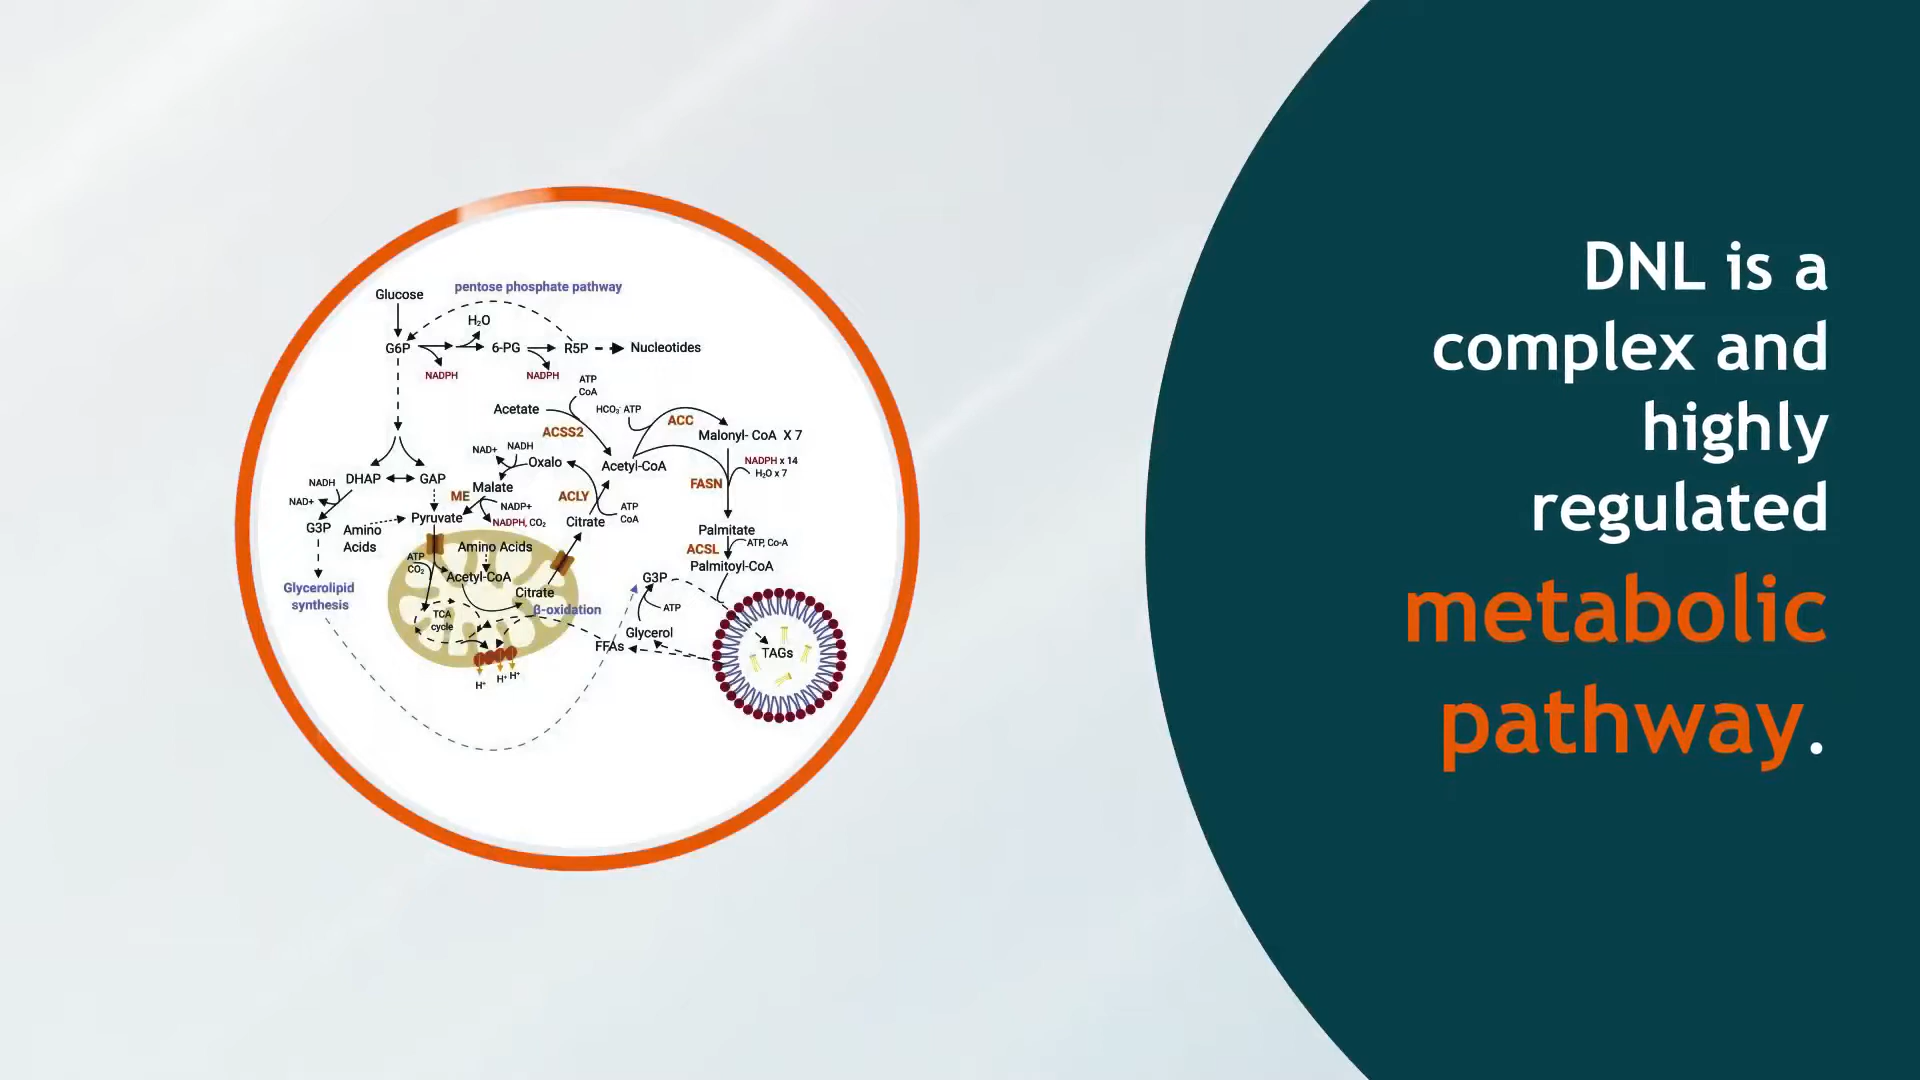 pentose phosphate pathway
Glucose
H₂O
G6P
6-PG
R5P
Nucleotides
NADPH
NADPH
ATP
CoA
Acetate
HCO₃⁻ ATP
ACC
ACSS2
Malonyl- CoA X 7
NAD+
NADH
Oxalo
Acetyl-CoA
NADPH x 14
H₂O x 7
DHAP
GAP
NADH
NAD+
ME
Malate
ACLY
FASN
NADP+
ATP
CoA
G3P
Amino
Acids
Pyruvate
NADPH, CO₂
Citrate
Palmitate
ATP, Co-A
ACSL
Palmitoyl-CoA
Amino Acids
ATP
CO₂
Acetyl-CoA
Citrate
G3P
Glycerolipid
synthesis
β-oxidation
ATP
TCA
cycle
Glycerol
FFAs
TAGs
H⁺
H⁺
H⁺
DNL is a
complex and
highly
regulated
metabolic
pathway.